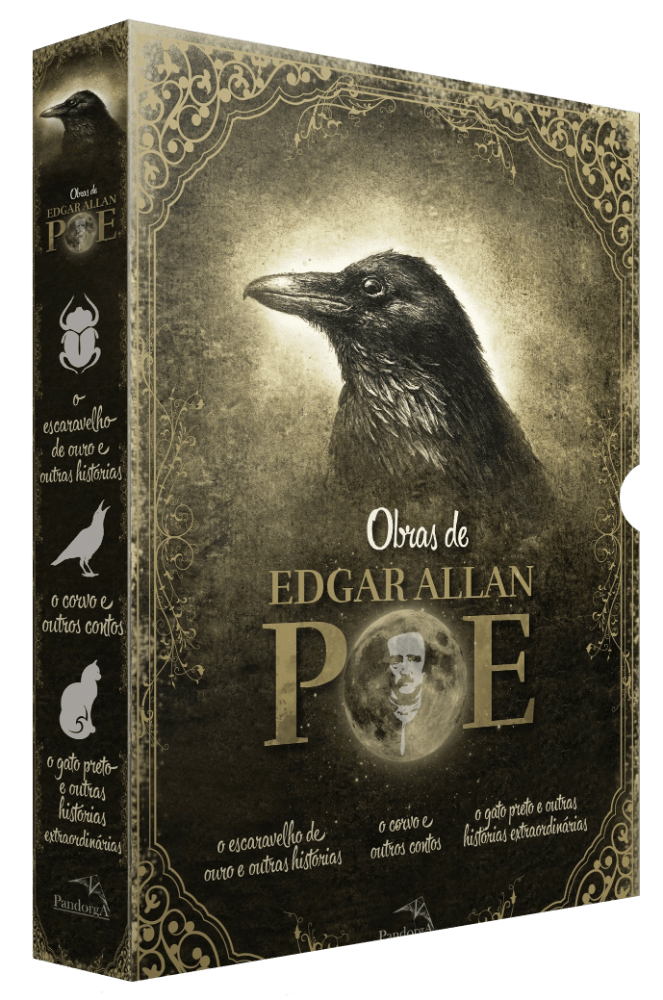 Obras de
EDGAR ALLAN
POE
o
escaravelho
de ouro e
outras histórias
o corvo e
outros contos
o gato preto
e outras
histórias
extraordinárias
PandorgA
Obras de
EDGAR ALLAN
POE
o escaravelho de
ouro e outras histórias
o corvo e
outros contos
o gato preto e outras
histórias extraordinárias
PandorgA